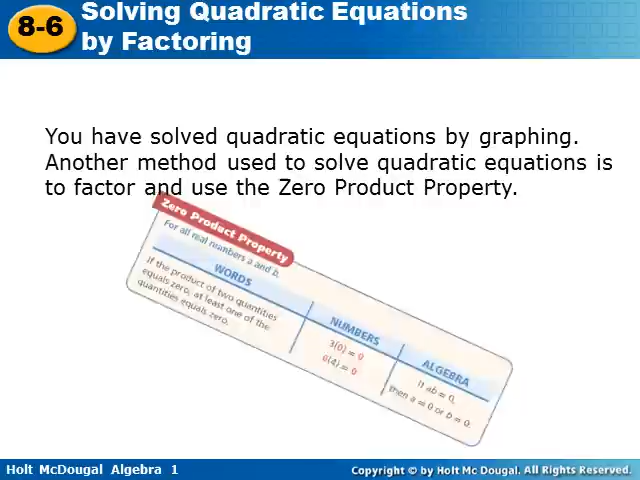 8-6
Solving Quadratic Equations
by Factoring
You have solved quadratic equations by graphing.
Another method used to solve quadratic equations is
to factor and use the Zero Product Property.
Zero Product Property
For all real numbers a and b,
WORDS
If the product of two quantities
equals zero, at least one of the
quantities equals zero.
NUMBERS
3(0) = 0
0(4) = 0
ALGEBRA
If ab = 0,
then a = 0 or b = 0.
Holt McDougal Algebra 1
Copyright © by Holt Mc Dougal. All Rights Reserved.